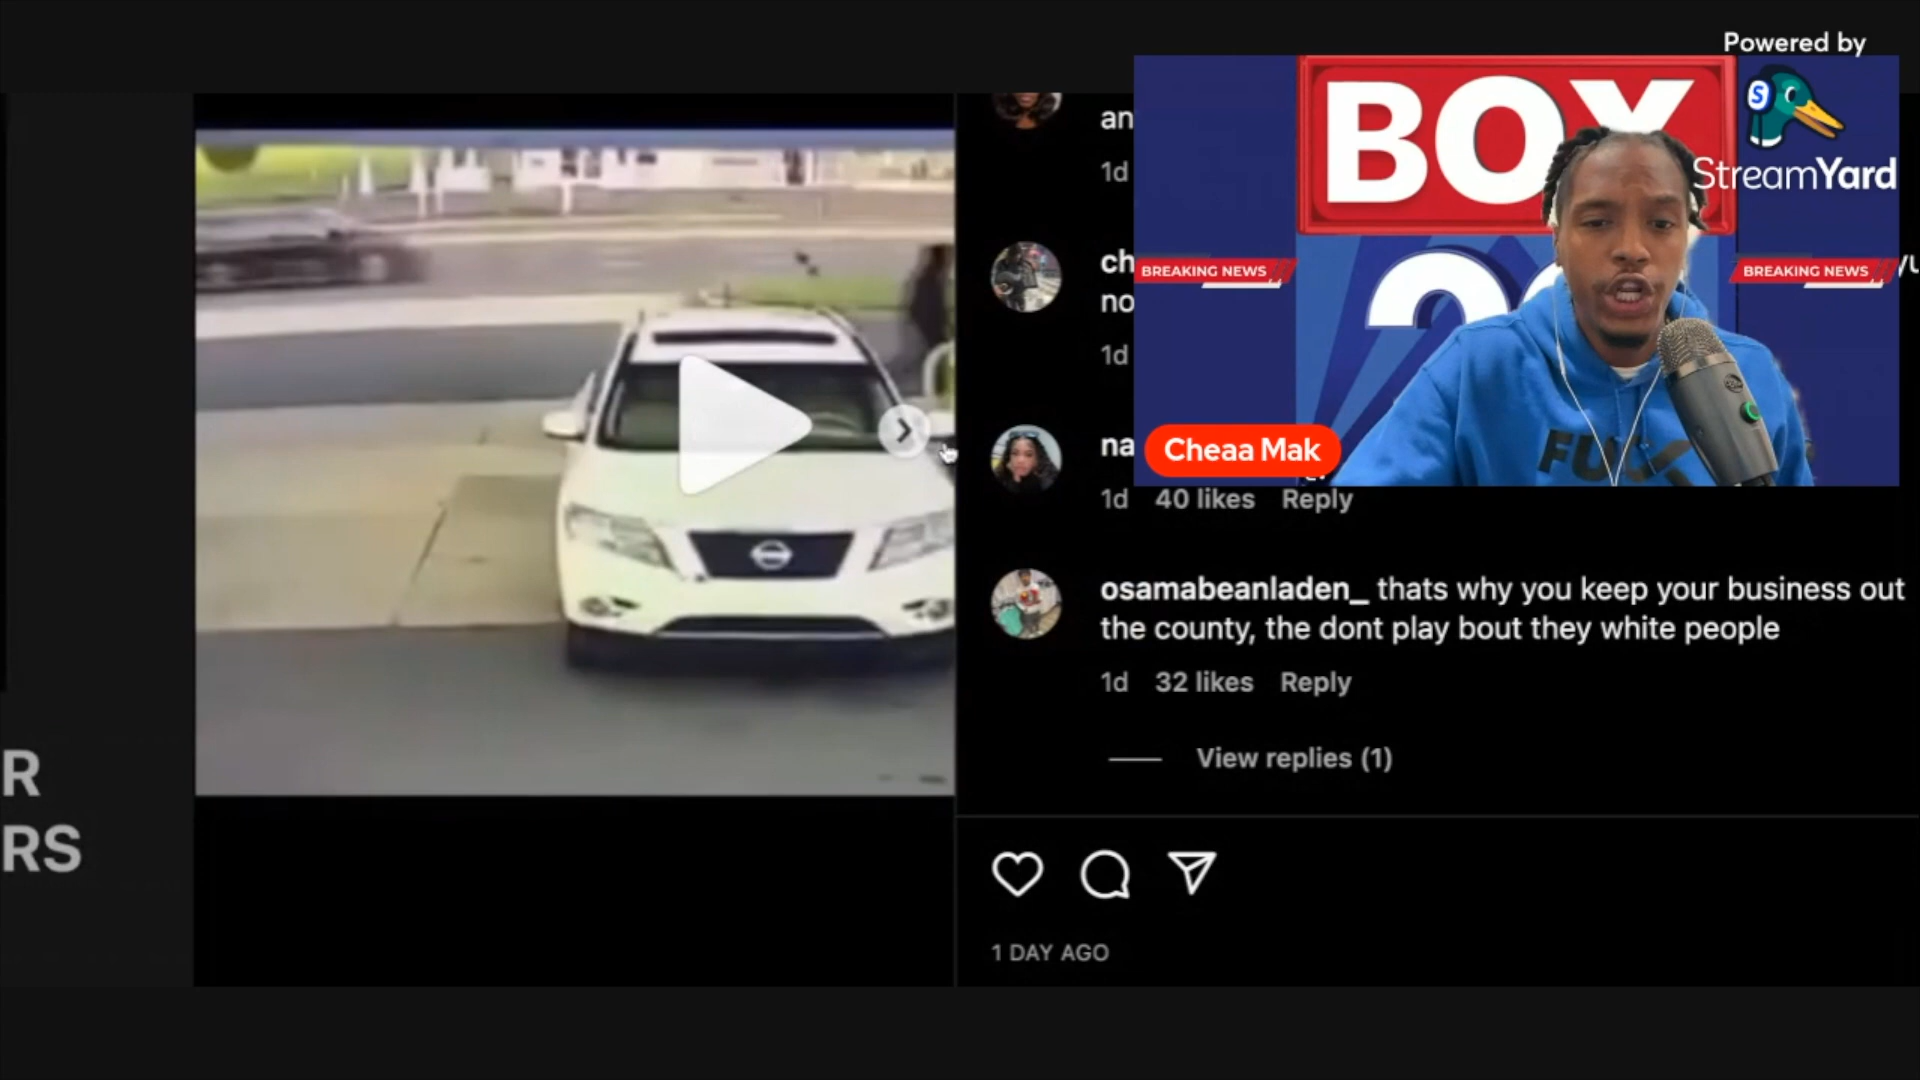 Powered by
StreamYard
BOX
BREAKING NEWS
BREAKING NEWS
Cheaa Mak
an
1d
ch
no
1d
na
1d 40 likes Reply
osamabeanladen_ thats why you keep your business out
the county, the dont play bout they white people
1d 32 likes Reply
View replies (1)
1 DAY AGO
R
RS